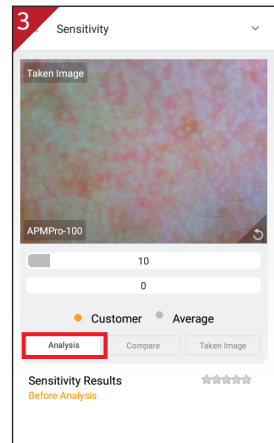 3
Sensitivity
Taken Image
APMPro-100
10
0
Customer Average
Analysis Compare Taken Image
Sensitivity Results
Before Analysis